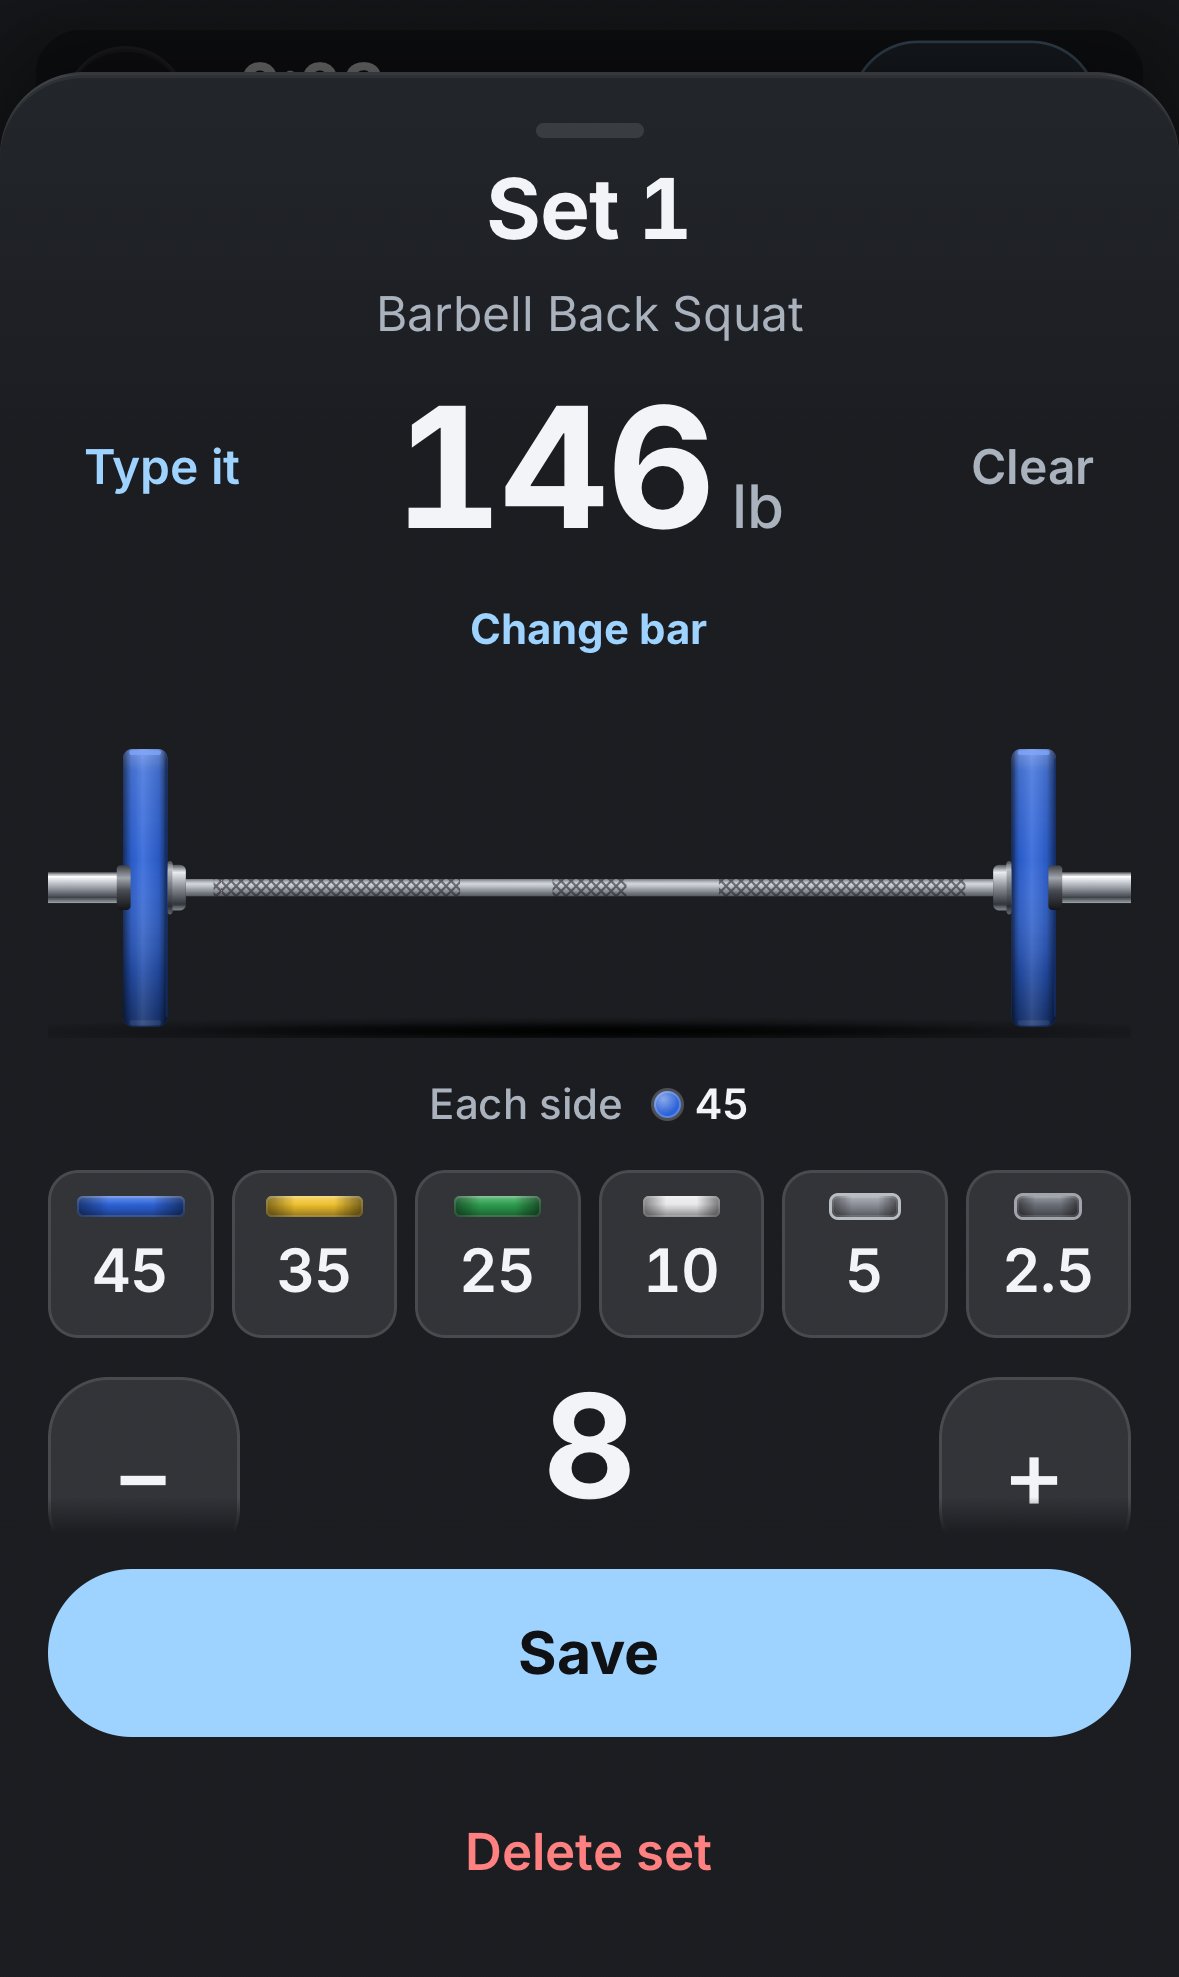 Set 1
Barbell Back Squat
Type it
146 lb
Clear
Change bar
Each side 45
45
35
25
10
5
2.5
−
8
+
Save
Delete set